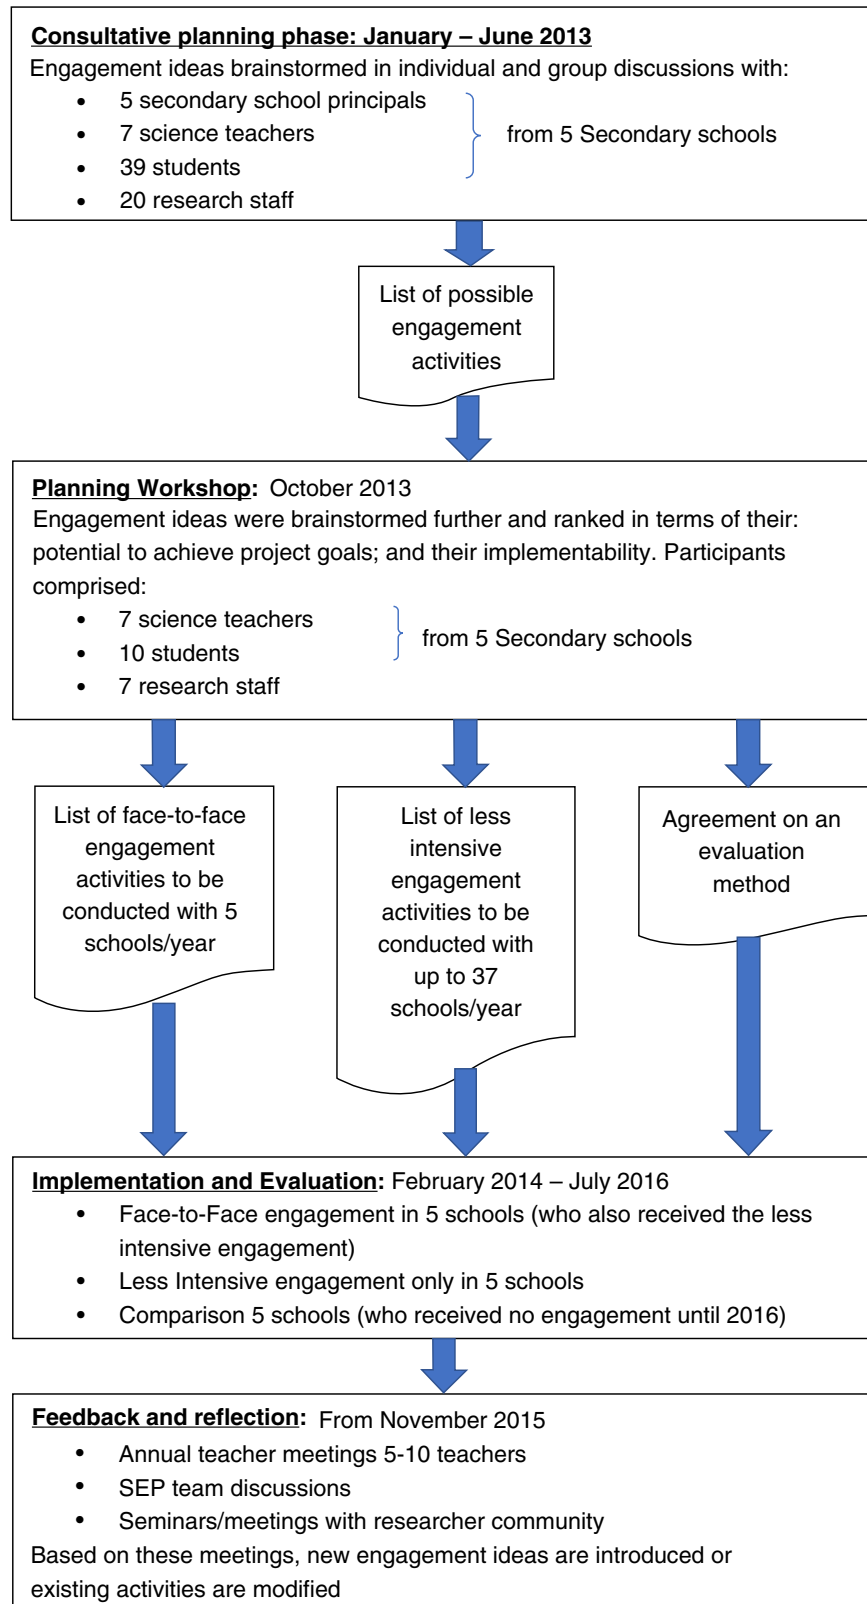 Consultative planning phase: January – June 2013
Engagement ideas brainstormed in individual and group discussions with:
• 5 secondary school principals
• 7 science teachers
from 5 Secondary schools
• 39 students
• 20 research staff
List of possible
engagement
activities
Planning Workshop: October 2013
Engagement ideas were brainstormed further and ranked in terms of their:
potential to achieve project goals; and their implementability. Participants
comprised:
• 7 science teachers
from 5 Secondary schools
• 10 students
• 7 research staff
List of face-to-face
engagement
activities to be
conducted with 5
schools/year
List of less
intensive
engagement
activities to be
conducted with
up to 37
schools/year
Agreement on an
evaluation
method
Implementation and Evaluation: February 2014 – July 2016
• Face-to-Face engagement in 5 schools (who also received the less
intensive engagement)
• Less Intensive engagement only in 5 schools
• Comparison 5 schools (who received no engagement until 2016)
Feedback and reflection: From November 2015
• Annual teacher meetings 5-10 teachers
• SEP team discussions
• Seminars/meetings with researcher community
Based on these meetings, new engagement ideas are introduced or
existing activities are modified